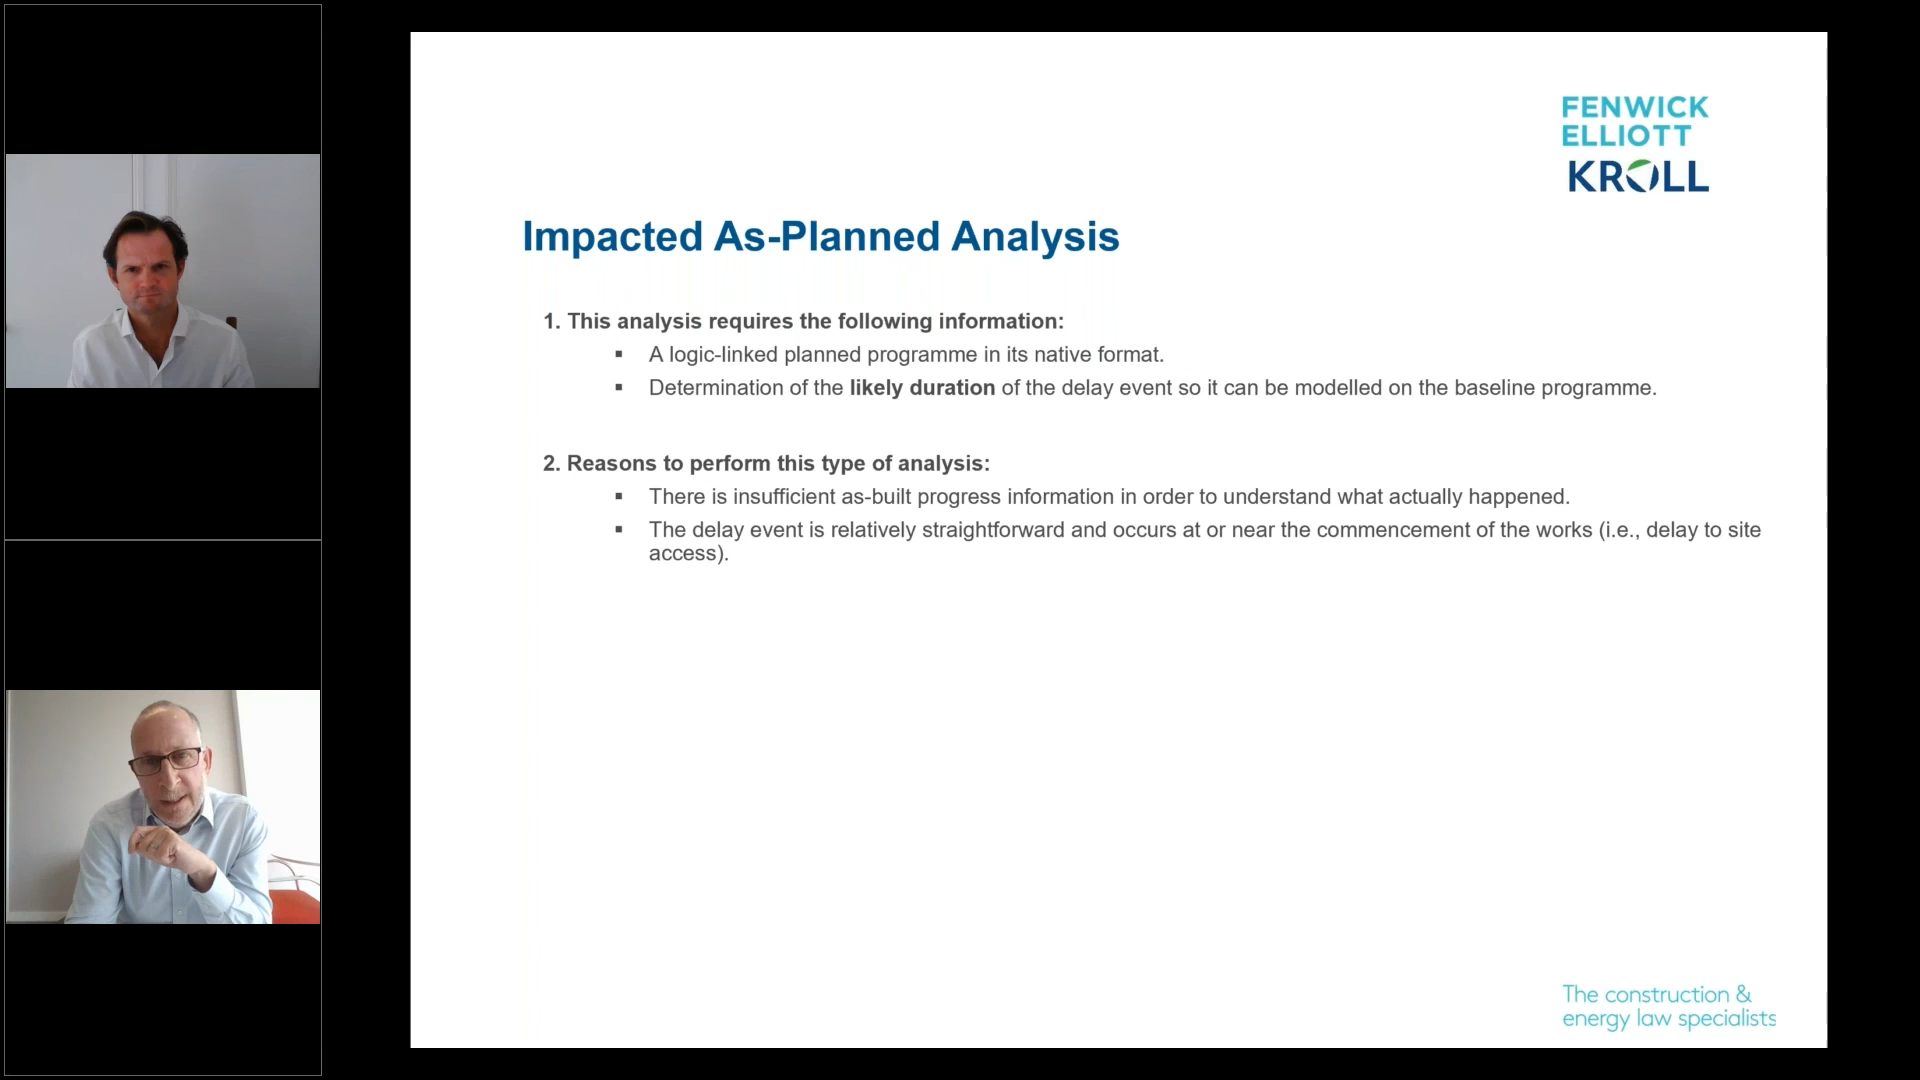 FENWICK
ELLIOTT
KROLL
Impacted As-Planned Analysis
1. This analysis requires the following information:
▪ A logic-linked planned programme in its native format.
▪ Determination of the likely duration of the delay event so it can be modelled on the baseline programme.
2. Reasons to perform this type of analysis:
▪ There is insufficient as-built progress information in order to understand what actually happened.
▪ The delay event is relatively straightforward and occurs at or near the commencement of the works (i.e., delay to site
access).
The construction &
energy law specialists